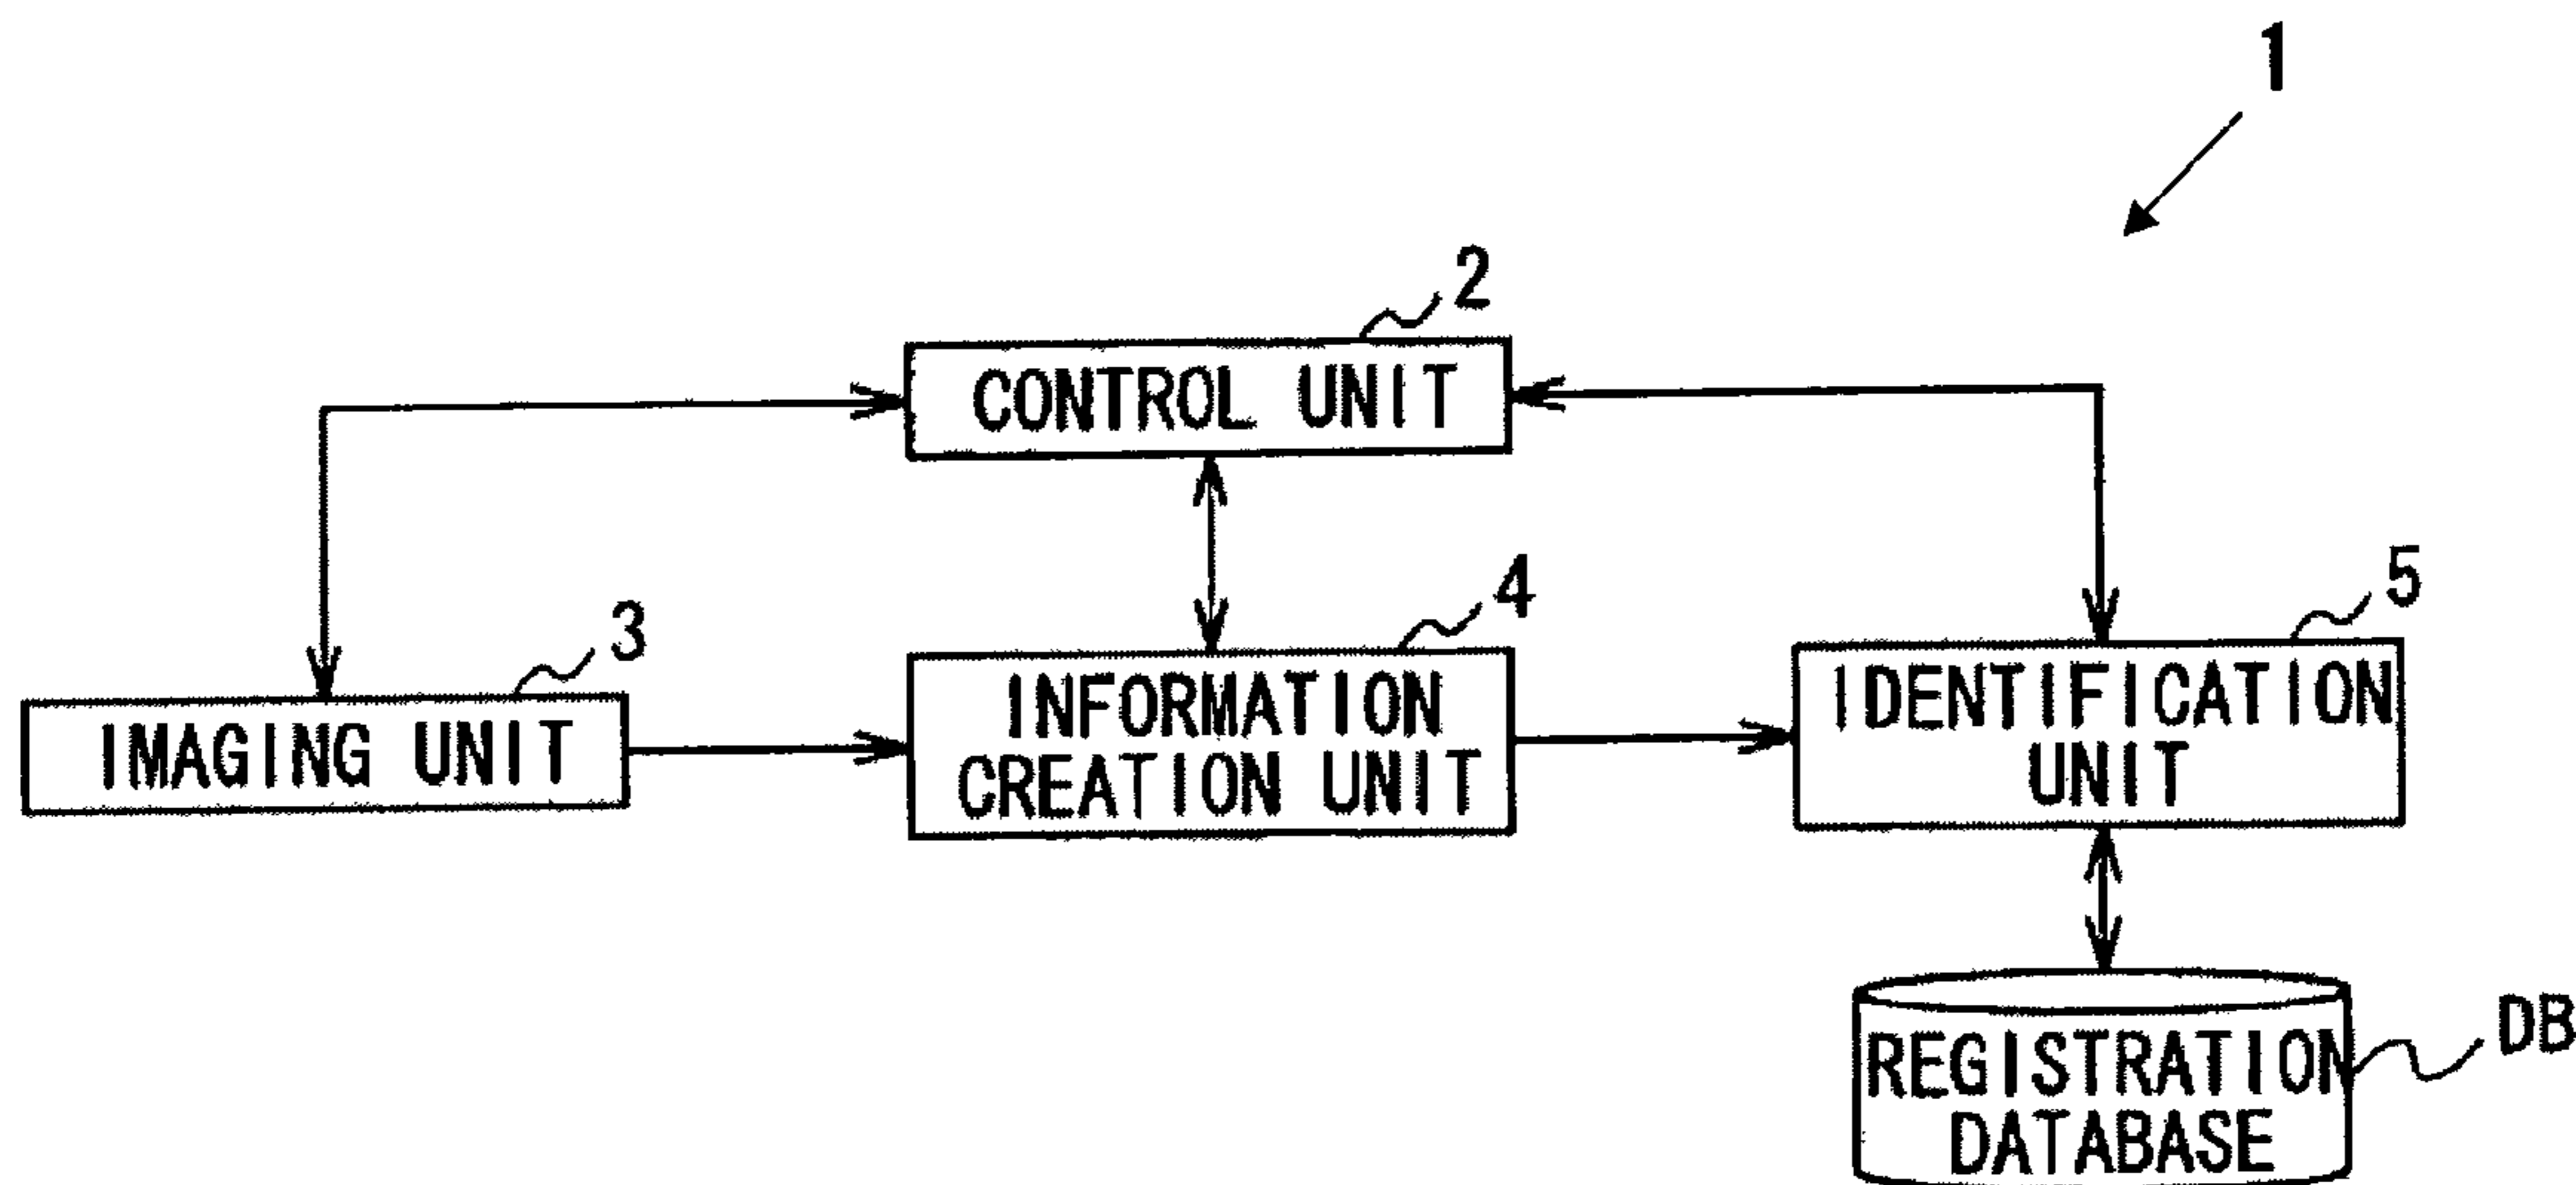 1
2
CONTROL UNIT
3
IMAGING UNIT
4
INFORMATION
CREATION UNIT
5
IDENTIFICATION
UNIT
REGISTRATION
DATABASE
DB